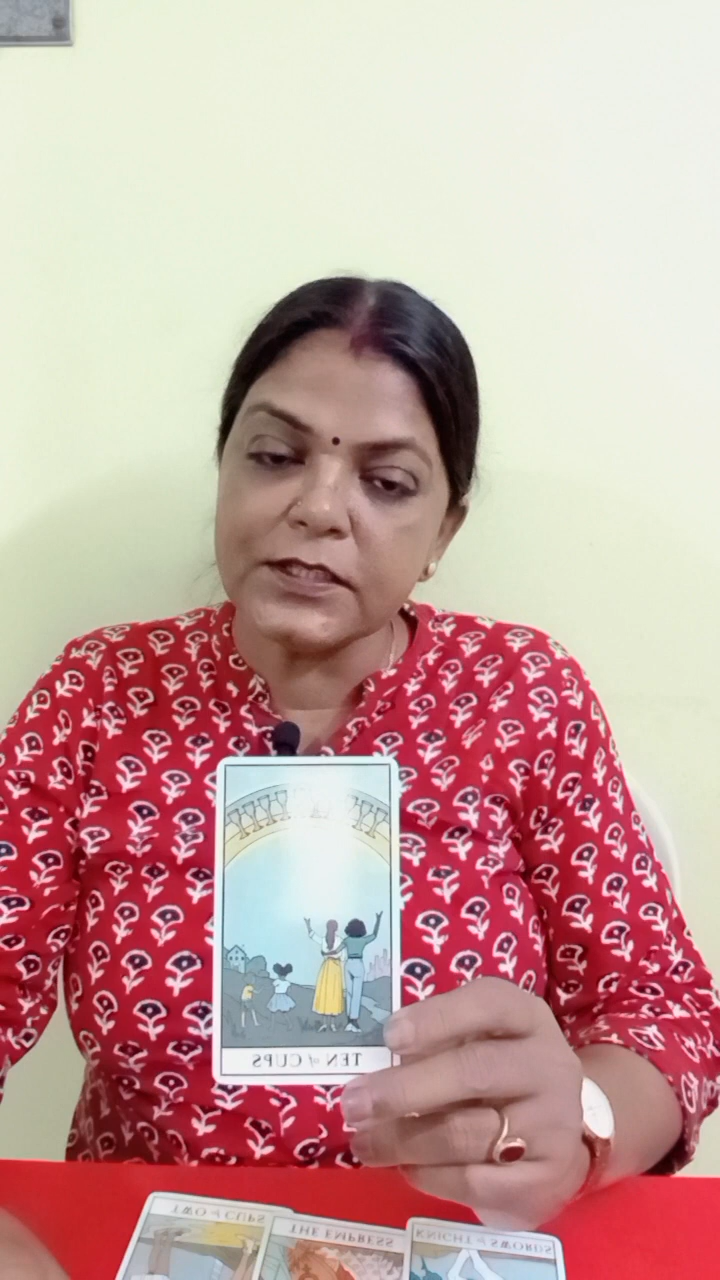 TEN of CUPS
TWO of CUPS
THE EMPRESS
KNIGHT of SWORDS